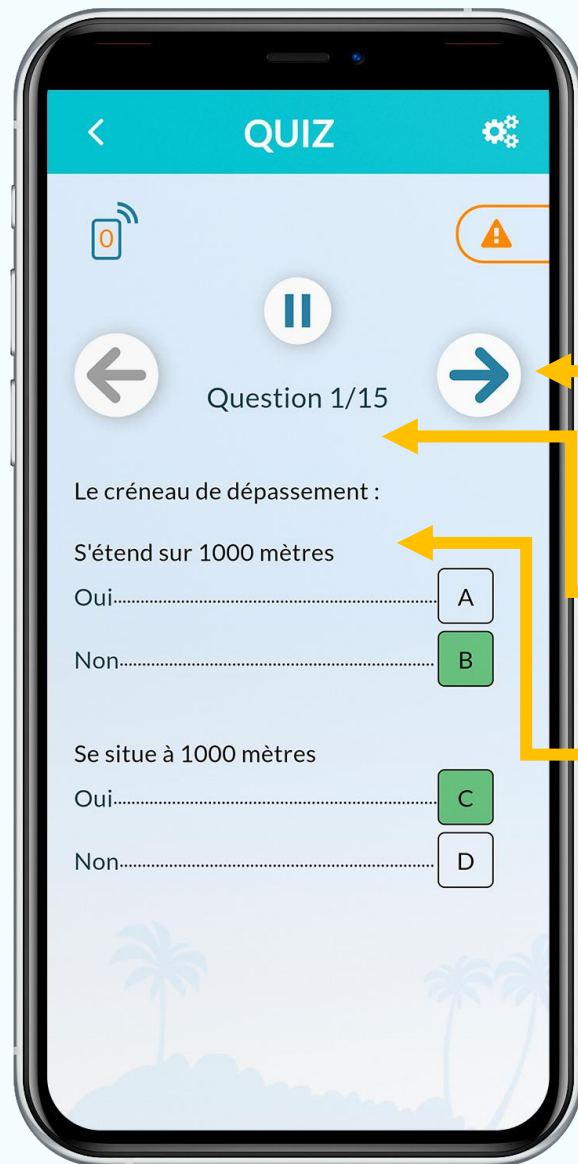 QUIZ
0
Question 1/15
Le créneau de dépassement :
S'étend sur 1000 mètres
Oui.......... A
Non.......... B
Se situe à 1000 mètres
Oui.......... C
Non.......... D